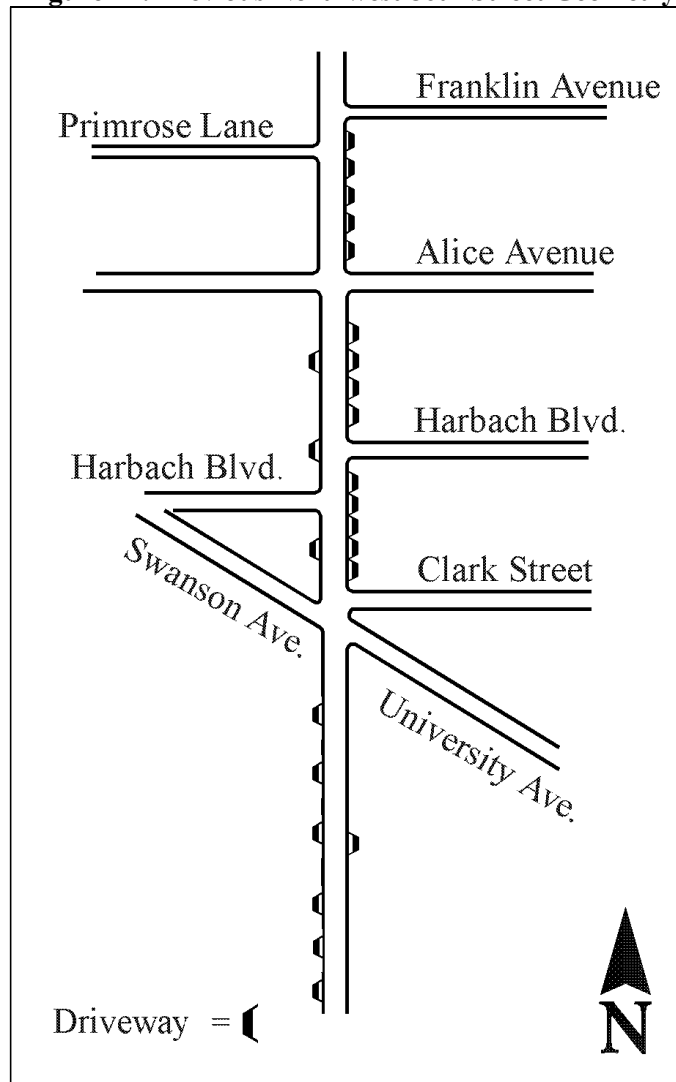 Franklin Avenue
Primrose Lane
Alice Avenue
Harbach Blvd.
Harbach Blvd.
Swanson Ave.
Clark Street
University Ave.
Driveway =
N